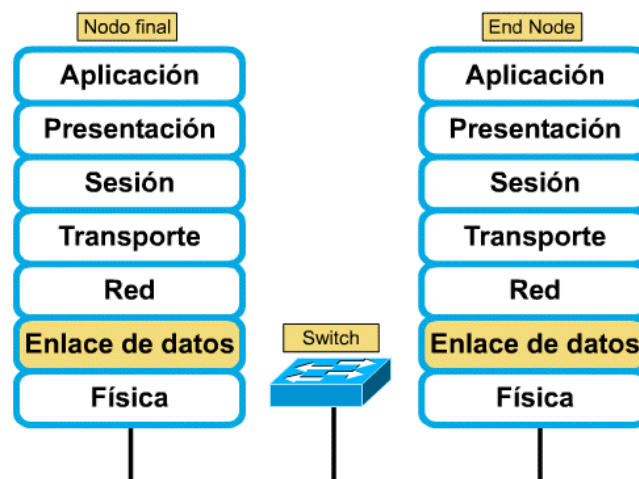 Nodo final
Aplicación
Presentación
Sesión
Transporte
Red
Enlace de datos
Física
Switch
End Node
Aplicación
Presentación
Sesión
Transporte
Red
Enlace de datos
Física